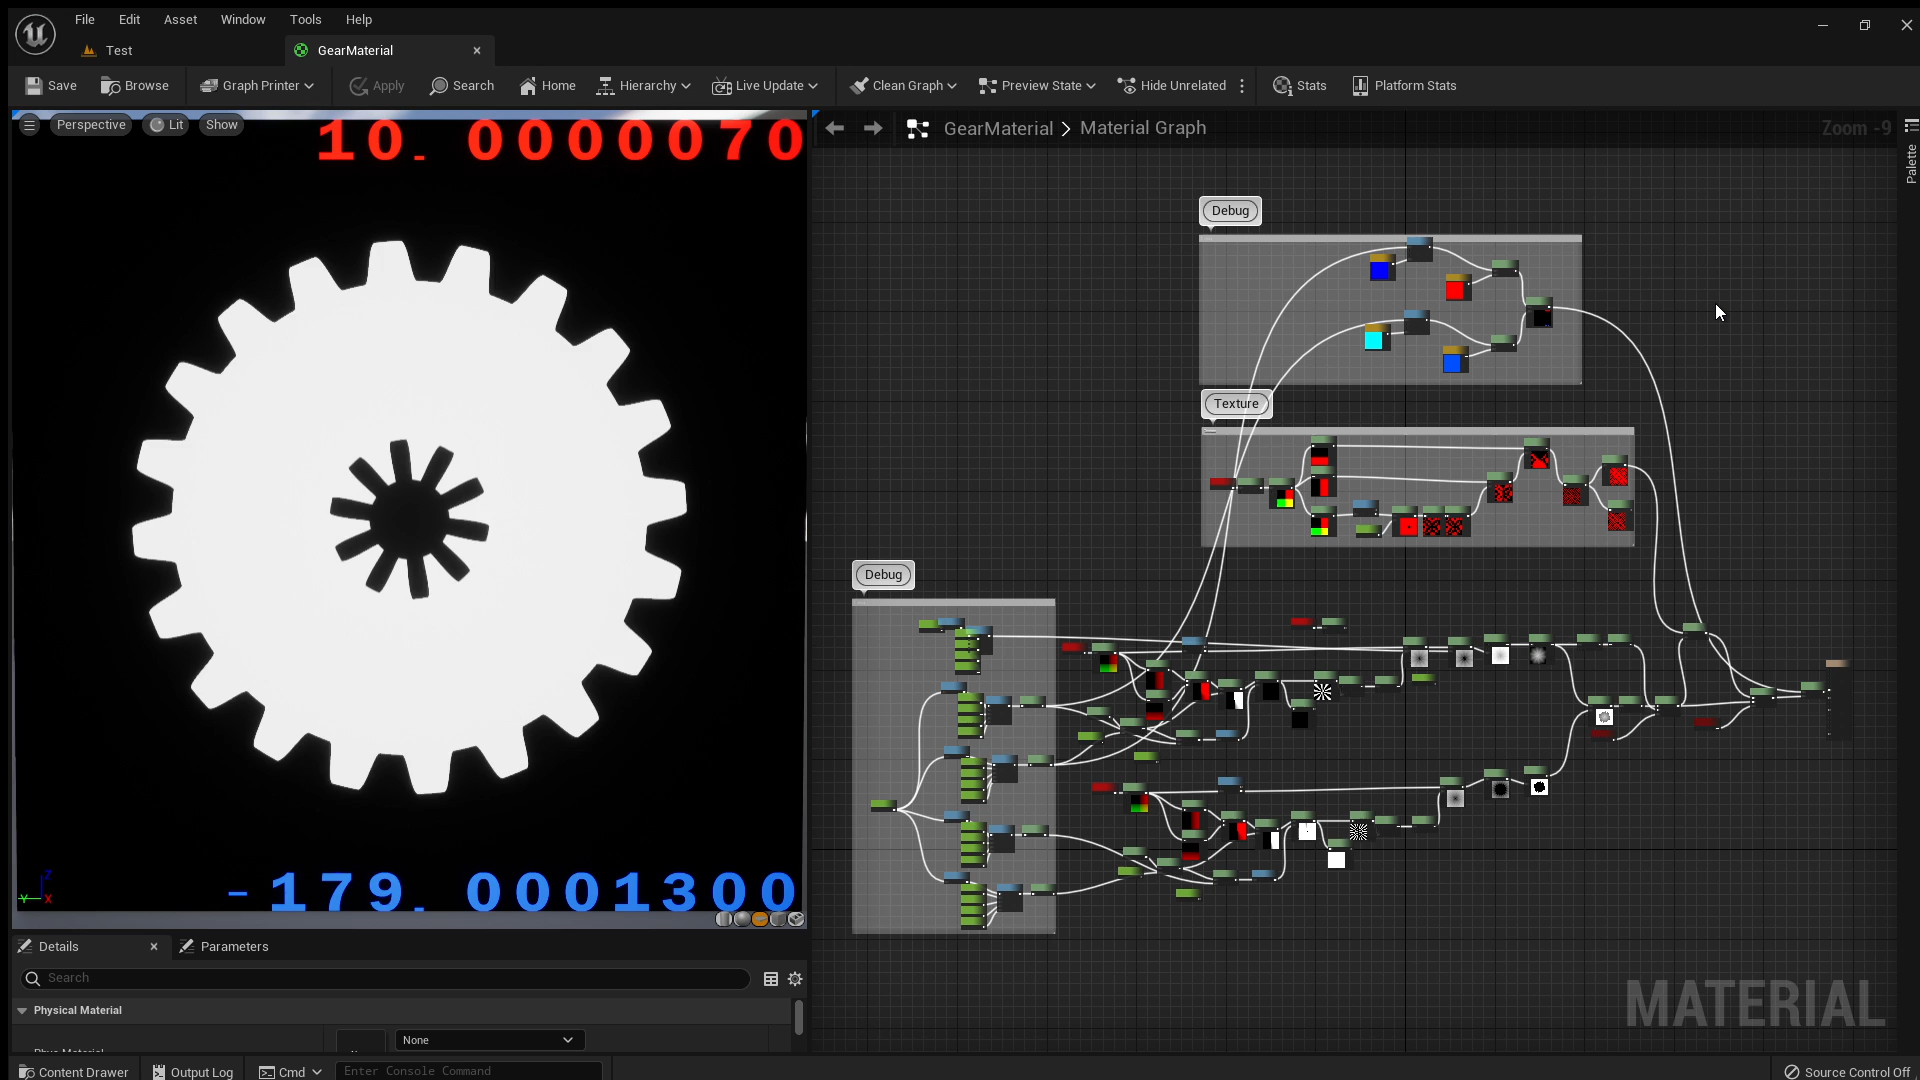 File Edit Asset Window Tools Help
Test GearMaterial
Save Browse Graph Printer Apply Search Home Hierarchy Live Update Clean Graph Preview State Hide Unrelated Stats Platform Stats
Perspective Lit Show
10.0000070
GearMaterial > Material Graph
Zoom -9
Palette
Debug
Texture
Debug
Z
Y X
-179.0001300
Details Parameters
Search
Physical Material
None
Phys Material
MATERIAL
Content Drawer Output Log Cmd Enter Console Command Source Control Off